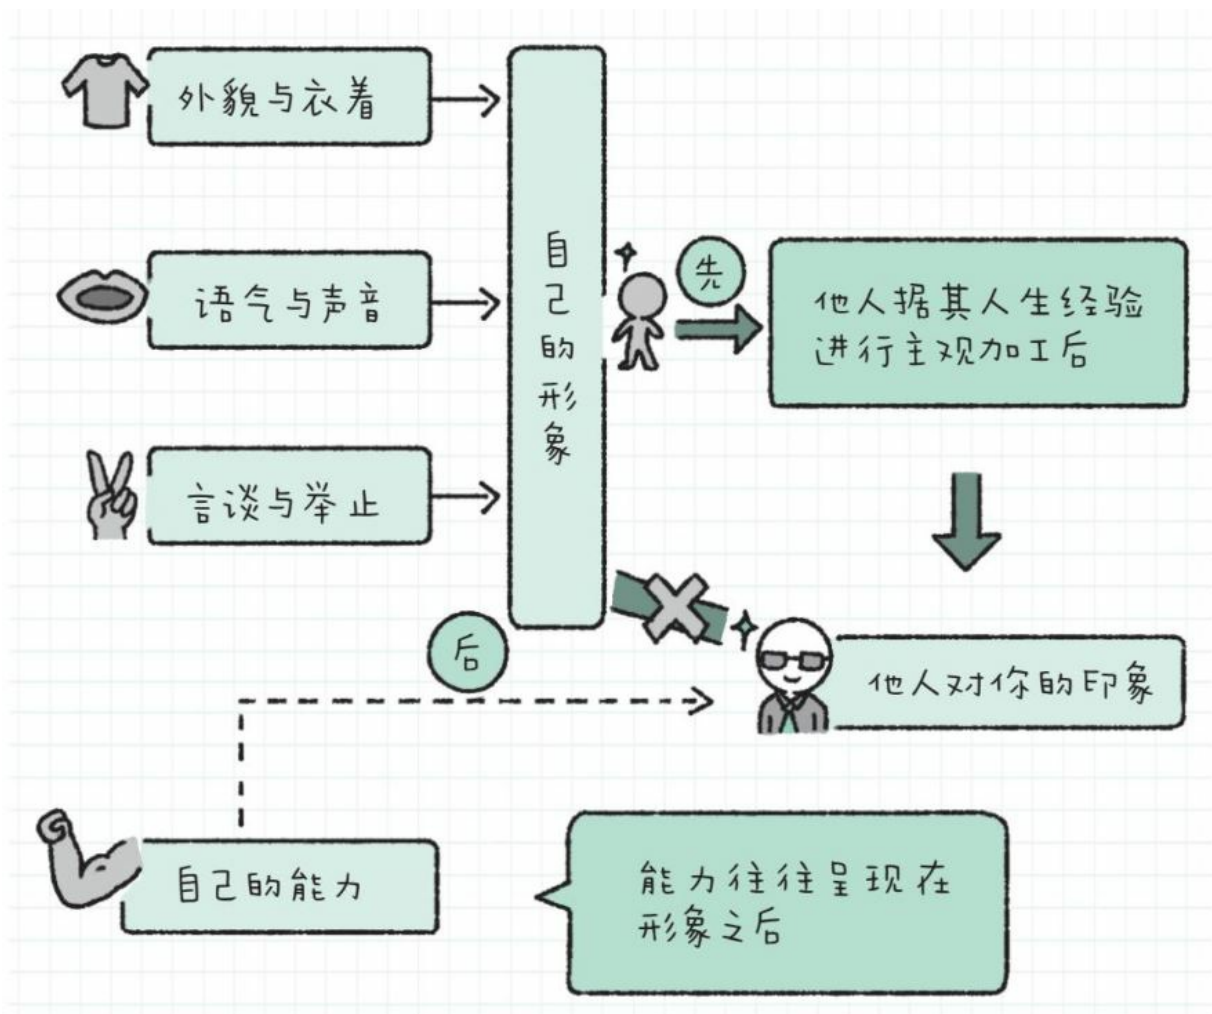 外貌与衣着
语气与声音
言谈与举止
自己的形象
先
他人据其人生经验
进行主观加工后
后
他人对你的印象
自己的能力
能力往往呈现在
形象之后